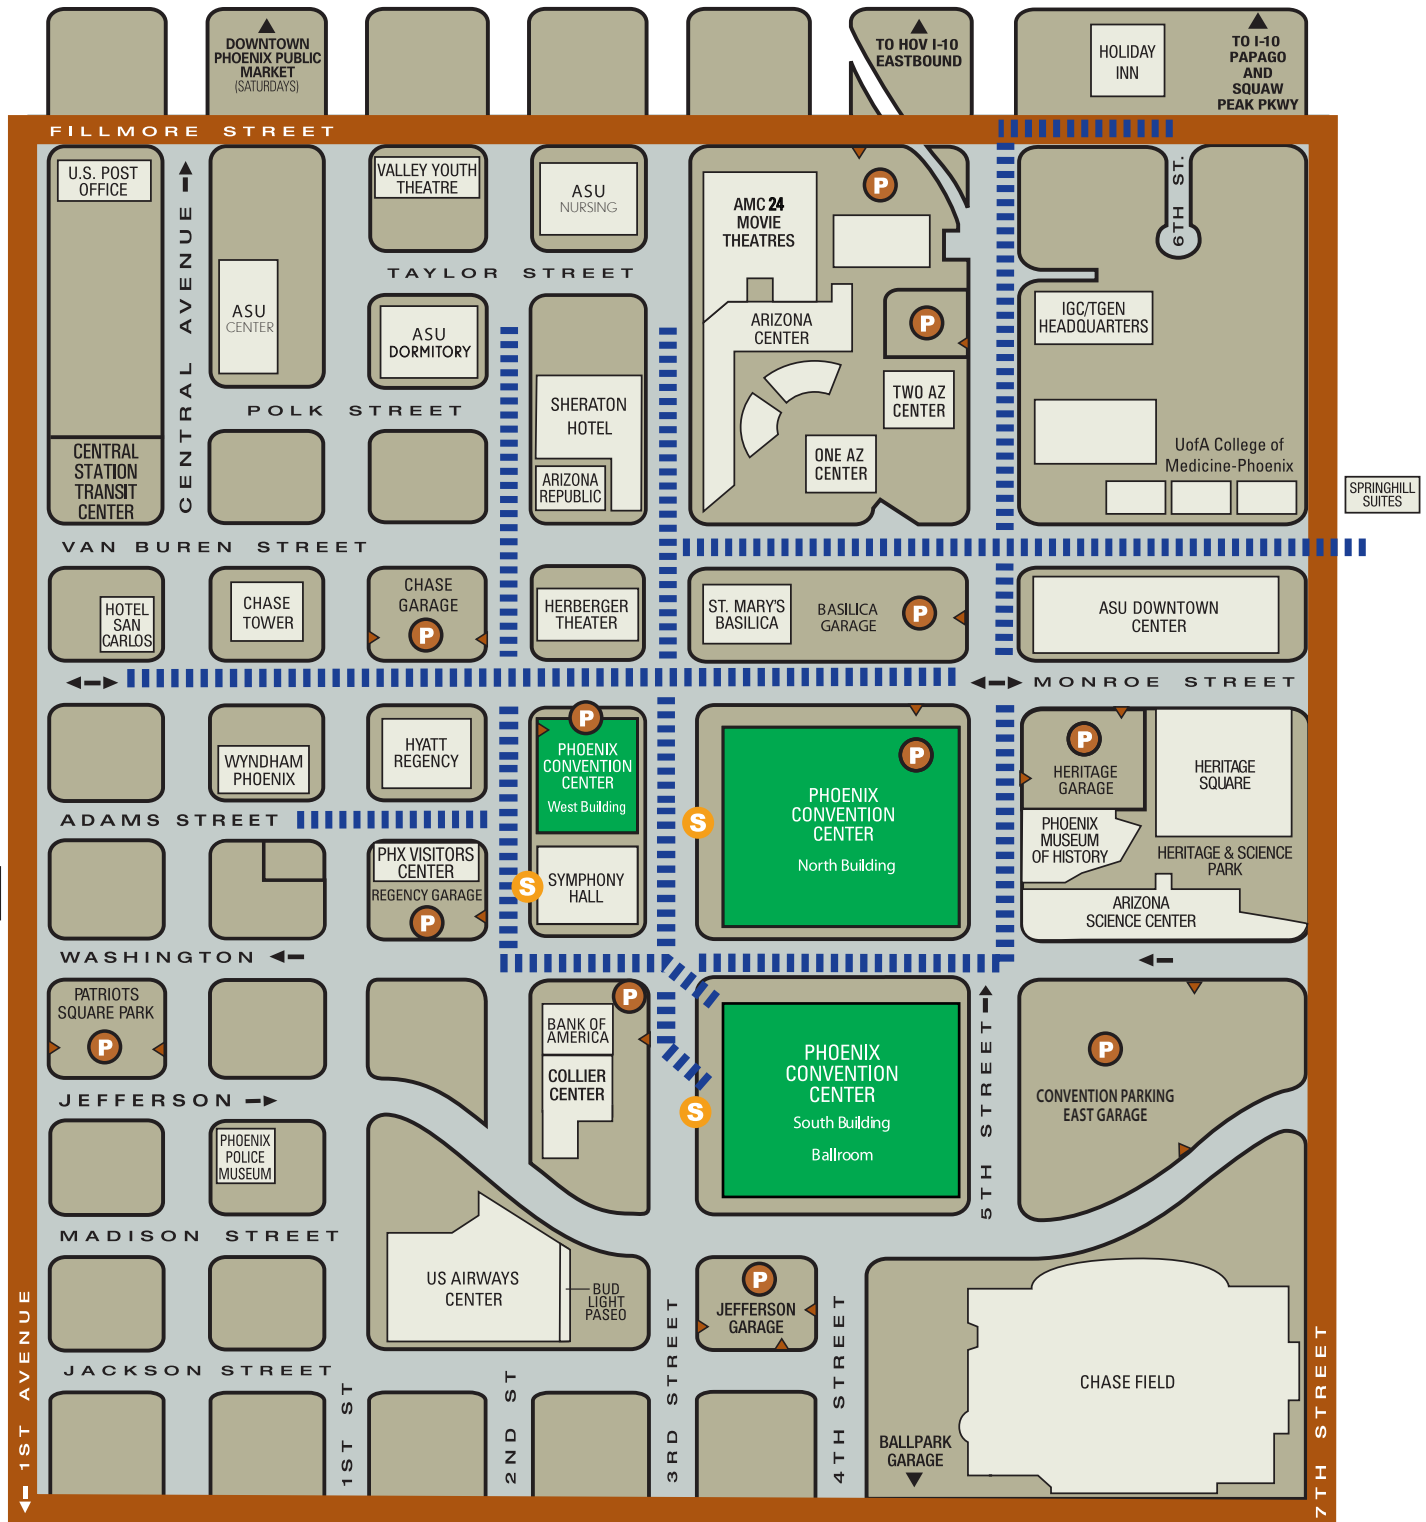 DOWNTOWN
PHOENIX PUBLIC
MARKET
(SATURDAYS)
TO HOV I-10
EASTBOUND
HOLIDAY
INN
TO I-10
PAPAGO
AND
SQUAW
PEAK PKWY
FILLMORE STREET
U.S. POST
OFFICE
CENTRAL AVENUE
VALLEY YOUTH
THEATRE
ASU
NURSING
AMC 24
MOVIE
THEATRES
P
6TH ST.
TAYLOR STREET
ASU
CENTER
ASU
DORMITORY
ARIZONA
CENTER
P
IGC/TGEN
HEADQUARTERS
POLK STREET
SHERATON
HOTEL
TWO AZ
CENTER
CENTRAL
STATION
TRANSIT
CENTER
ARIZONA
REPUBLIC
ONE AZ
CENTER
UofA College of
Medicine-Phoenix
SPRINGHILL
SUITES
VAN BUREN STREET
HOTEL
SAN
CARLOS
CHASE
TOWER
CHASE
GARAGE
P
HERBERGER
THEATER
ST. MARY'S
BASILICA
BASILICA
GARAGE
P
ASU DOWNTOWN
CENTER
MONROE STREET
WYNDHAM
PHOENIX
HYATT
REGENCY
P
PHOENIX
CONVENTION
CENTER
West Building
P
PHOENIX
CONVENTION
CENTER
North Building
P
HERITAGE
GARAGE
HERITAGE
SQUARE
ADAMS STREET
S
PHOENIX
MUSEUM
OF HISTORY
HERITAGE & SCIENCE
PARK
PHX VISITORS
CENTER
REGENCY GARAGE
P
S
SYMPHONY
HALL
ARIZONA
SCIENCE CENTER
WASHINGTON
PATRIOTS
SQUARE PARK
P
P
BANK OF
AMERICA
COLLIER
CENTER
PHOENIX
CONVENTION
CENTER
South Building
Ballroom
S
5TH STREET
P
CONVENTION PARKING
EAST GARAGE
JEFFERSON
PHOENIX
POLICE
MUSEUM
MADISON STREET
US AIRWAYS
CENTER
BUD
LIGHT
PASEO
P
JEFFERSON
GARAGE
CHASE FIELD
JACKSON STREET
BALLPARK
GARAGE
1ST AVENUE
1ST ST
2ND ST
3RD STREET
4TH STREET
7TH STREET